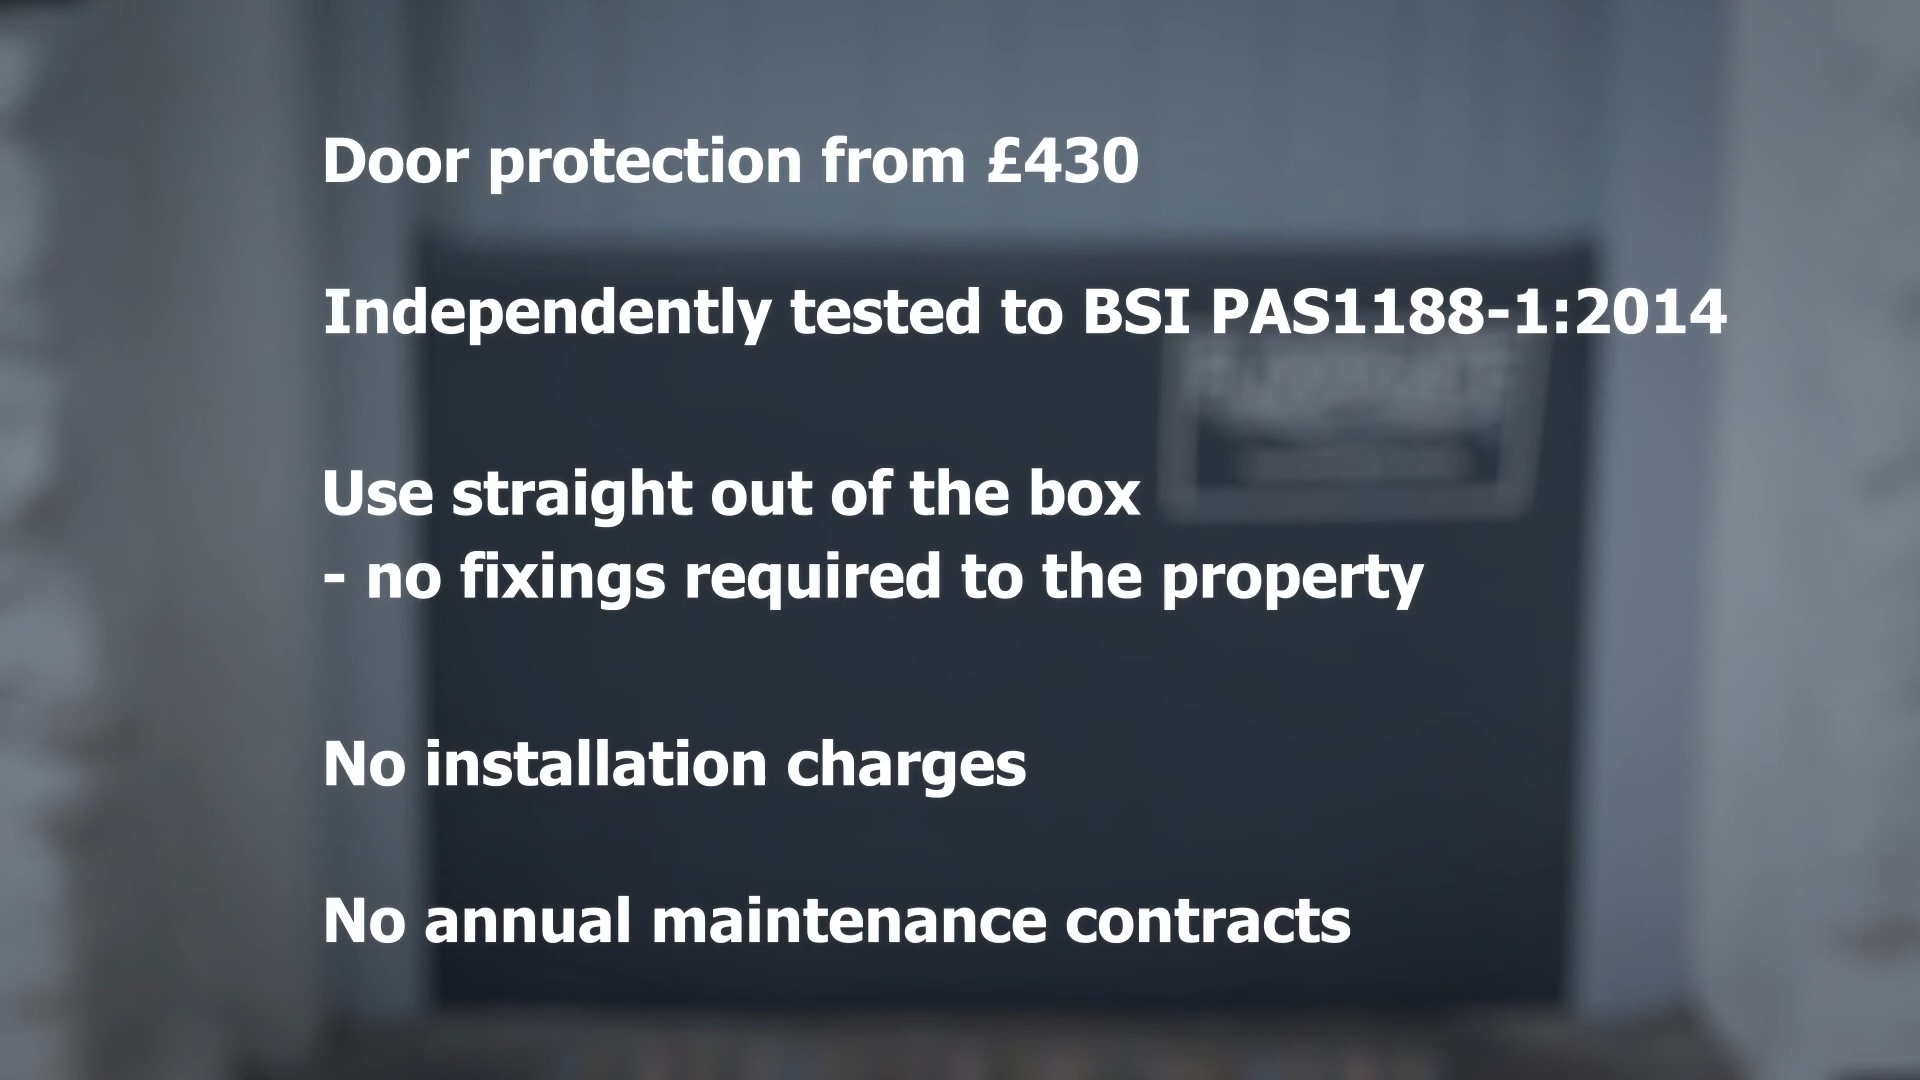 Door protection from £430
Independently tested to BSI PAS1188-1:2014
Use straight out of the box
- no fixings required to the property
No installation charges
No annual maintenance contracts